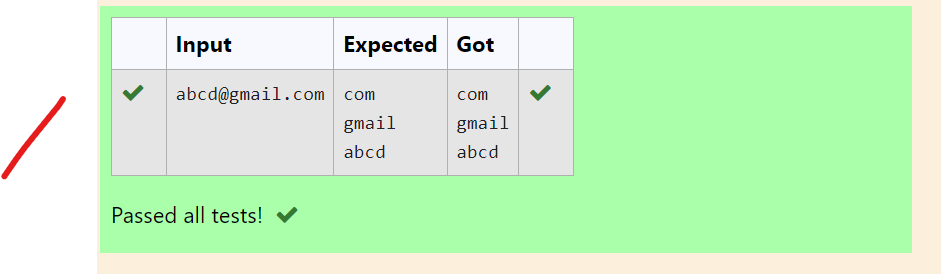 Input Expected Got
abcd@gmail.com com com
gmail gmail
abcd abcd
Passed all tests!